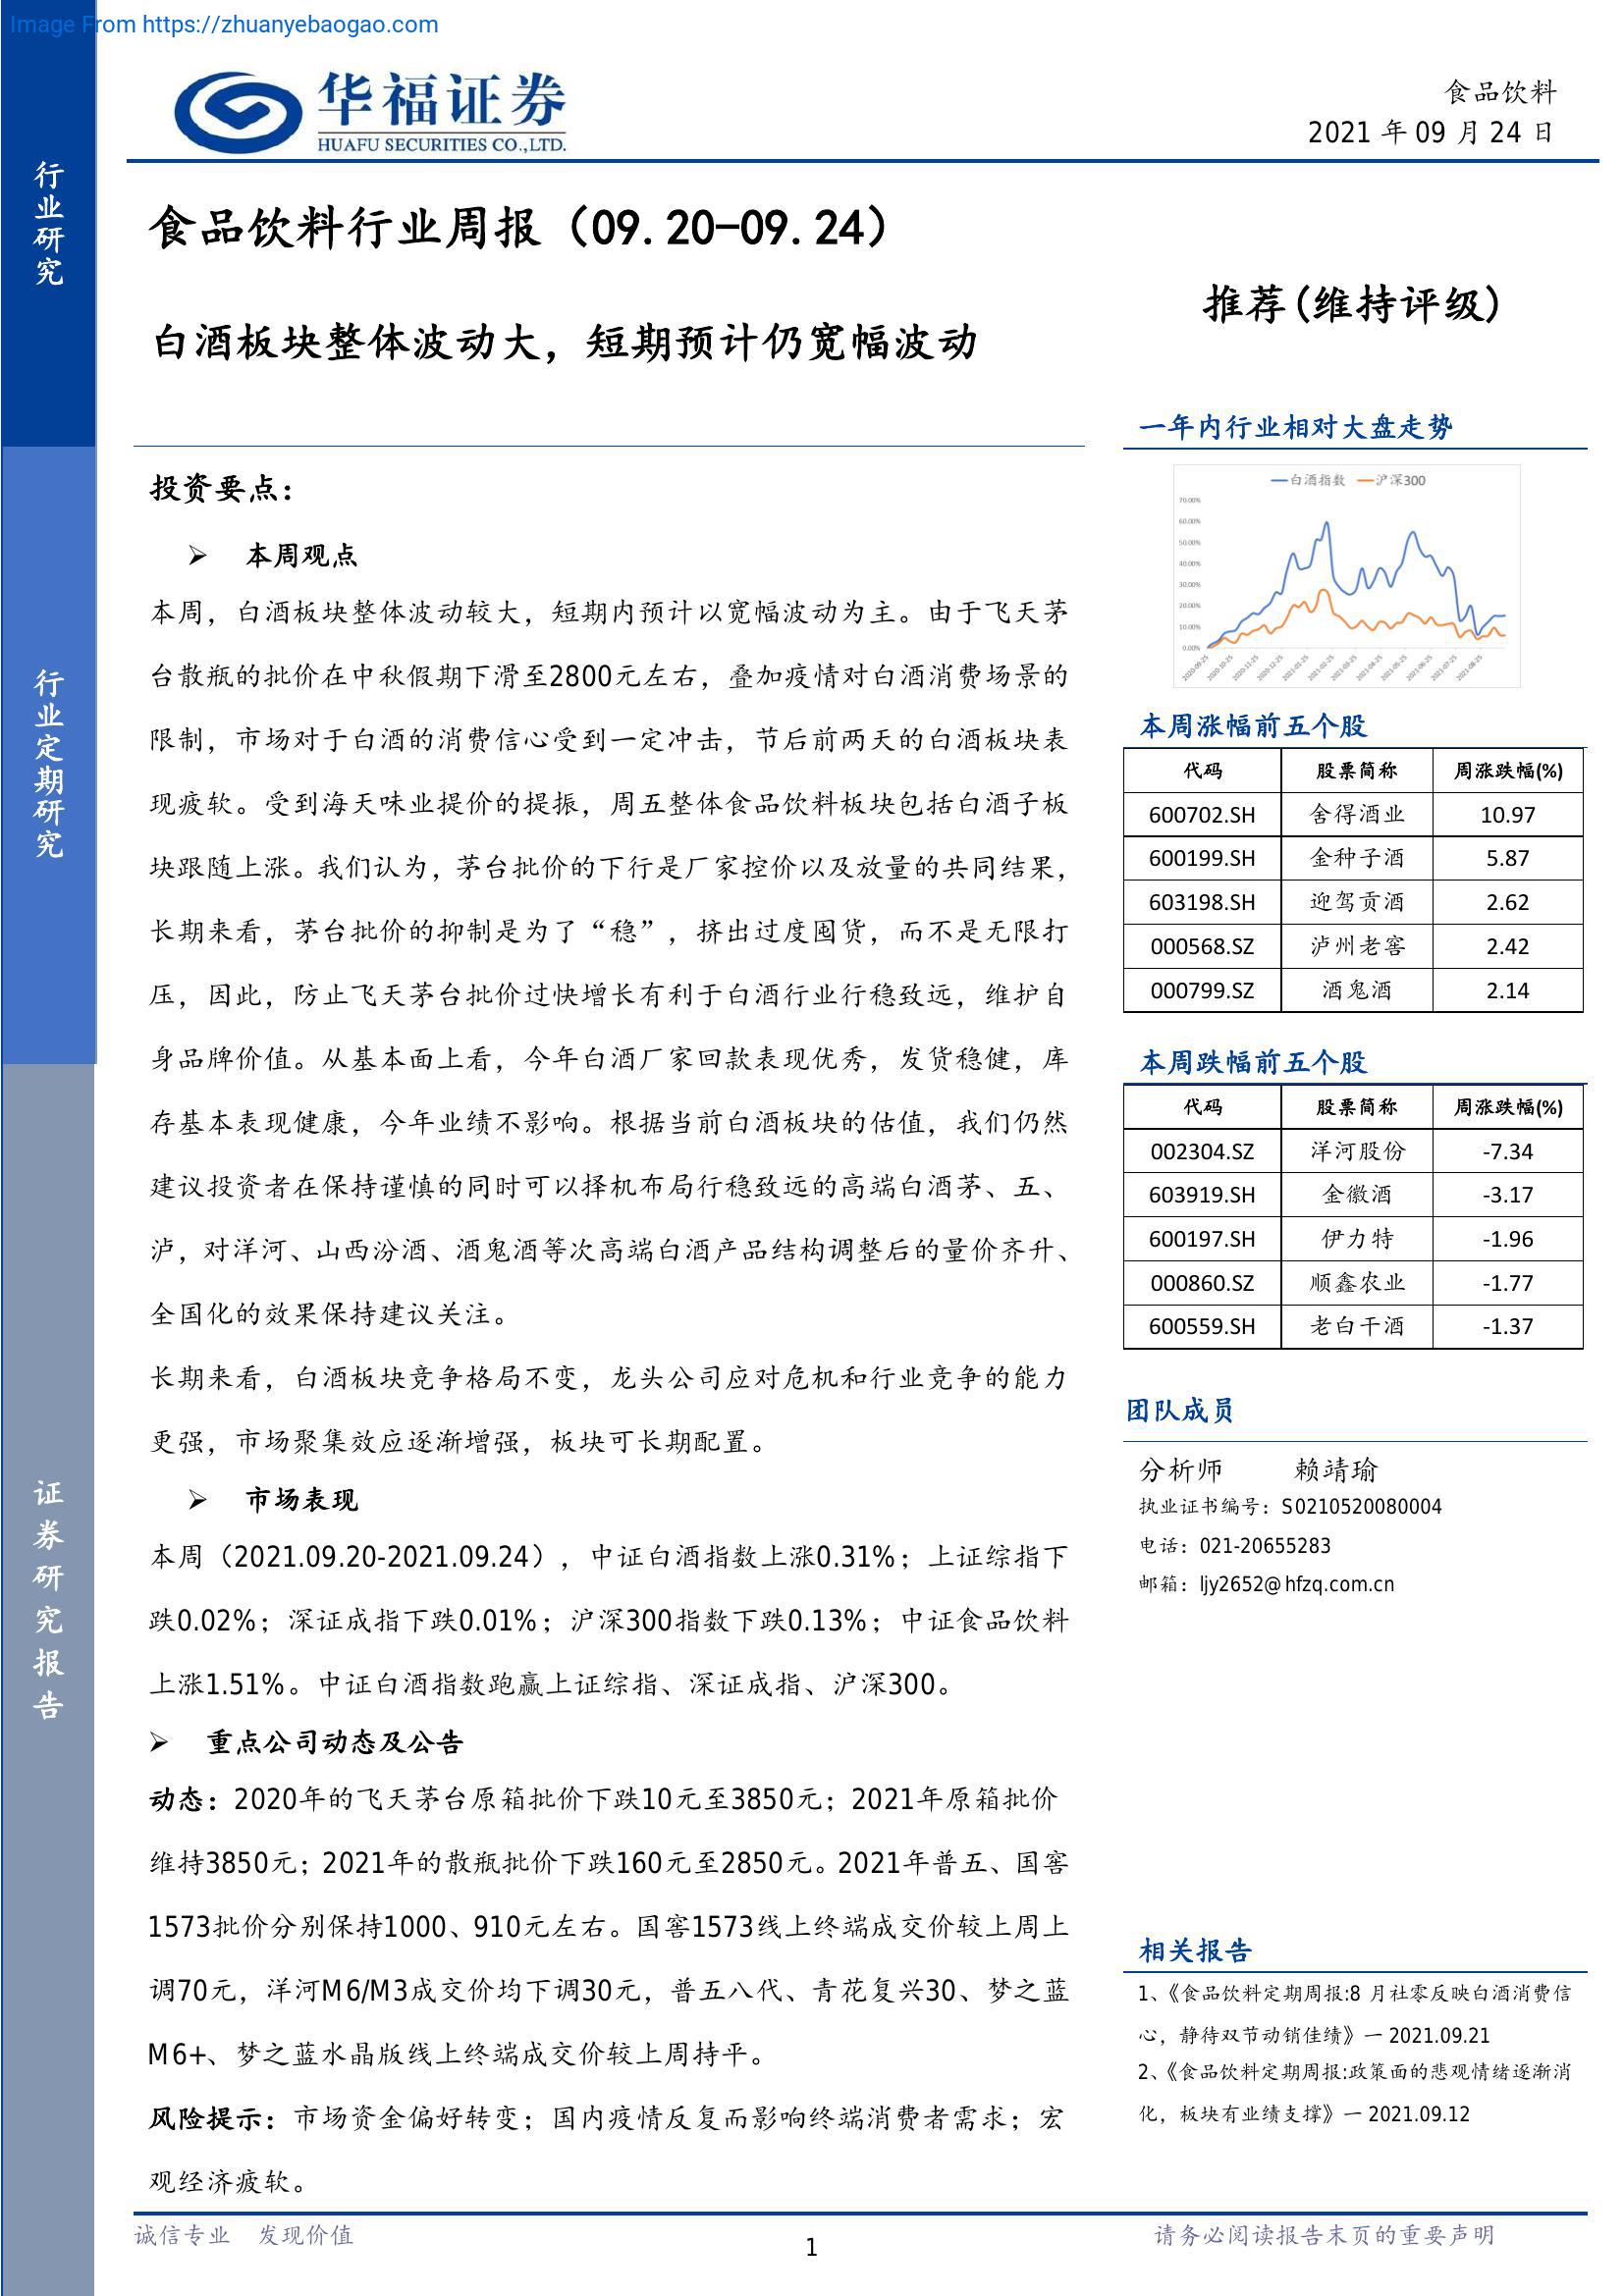 Image From https://zhuanyebaogao.com
华福证券
HUAFU SECURITIES CO.,LTD.
食品饮料
2021 年 09 月 24 日
行业研究
行业定期研究
证券研究报告
食品饮料行业周报（09.20-09.24）
白酒板块整体波动大，短期预计仍宽幅波动
推荐(维持评级)
投资要点：
➢ 本周观点
本周，白酒板块整体波动较大，短期内预计以宽幅波动为主。由于飞天茅
台散瓶的批价在中秋假期下滑至2800元左右，叠加疫情对白酒消费场景的
限制，市场对于白酒的消费信心受到一定冲击，节后前两天的白酒板块表
现疲软。受到海天味业提价的提振，周五整体食品饮料板块包括白酒子板
块跟随上涨。我们认为，茅台批价的下行是厂家控价以及放量的共同结果，
长期来看，茅台批价的抑制是为了“稳”，挤出过度囤货，而不是无限打
压，因此，防止飞天茅台批价过快增长有利于白酒行业行稳致远，维护自
身品牌价值。从基本面上看，今年白酒厂家回款表现优秀，发货稳健，库
存基本表现健康，今年业绩不影响。根据当前白酒板块的估值，我们仍然
建议投资者在保持谨慎的同时可以择机布局行稳致远的高端白酒茅、五、
泸，对洋河、山西汾酒、酒鬼酒等次高端白酒产品结构调整后的量价齐升、
全国化的效果保持建议关注。
长期来看，白酒板块竞争格局不变，龙头公司应对危机和行业竞争的能力
更强，市场聚集效应逐渐增强，板块可长期配置。
➢ 市场表现
本周（2021.09.20-2021.09.24），中证白酒指数上涨0.31%；上证综指下
跌0.02%；深证成指下跌0.01%；沪深300指数下跌0.13%；中证食品饮料
上涨1.51%。中证白酒指数跑赢上证综指、深证成指、沪深300。
➢ 重点公司动态及公告
动态：2020年的飞天茅台原箱批价下跌10元至3850元；2021年原箱批价
维持3850元；2021年的散瓶批价下跌160元至2850元。2021年普五、国窖
1573批价分别保持1000、910元左右。国窖1573线上终端成交价较上周上
调70元，洋河M6/M3成交价均下调30元，普五八代、青花复兴30、梦之蓝
M6+、梦之蓝水晶版线上终端成交价较上周持平。
风险提示：市场资金偏好转变；国内疫情反复而影响终端消费者需求；宏
观经济疲软。
一年内行业相对大盘走势
白酒指数 沪深300
70.00%
60.00%
50.00%
40.00%
30.00%
20.00%
10.00%
0.00%
2020-09-25 2020-10-25 2020-11-25 2020-12-25 2021-01-25 2021-02-25 2021-03-25 2021-04-25 2021-05-25 2021-06-25 2021-07-25 2021-08-25
本周涨幅前五个股
代码 股票简称 周涨跌幅(%)
600702.SH 舍得酒业 10.97
600199.SH 金种子酒 5.87
603198.SH 迎驾贡酒 2.62
000568.SZ 泸州老窖 2.42
000799.SZ 酒鬼酒 2.14
本周跌幅前五个股
代码 股票简称 周涨跌幅(%)
002304.SZ 洋河股份 -7.34
603919.SH 金徽酒 -3.17
600197.SH 伊力特 -1.96
000860.SZ 顺鑫农业 -1.77
600559.SH 老白干酒 -1.37
团队成员
分析师 赖靖瑜
执业证书编号：S0210520080004
电话：021-20655283
邮箱：ljy2652@hfzq.com.cn
相关报告
1、《食品饮料定期周报:8 月社零反映白酒消费信
心，静待双节动销佳绩》一 2021.09.21
2、《食品饮料定期周报:政策面的悲观情绪逐渐消
化，板块有业绩支撑》一 2021.09.12
诚信专业 发现价值
1
请务必阅读报告末页的重要声明